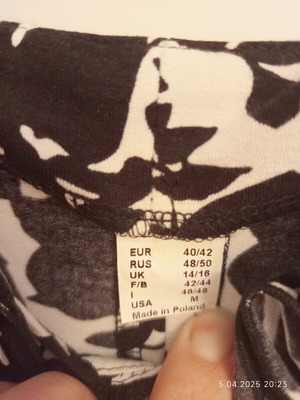 EUR 40/42
RUS 48/50
UK 14/16
F/B 42/44
I 46/48
USA M
Made in Poland
5.04.2025 20:23